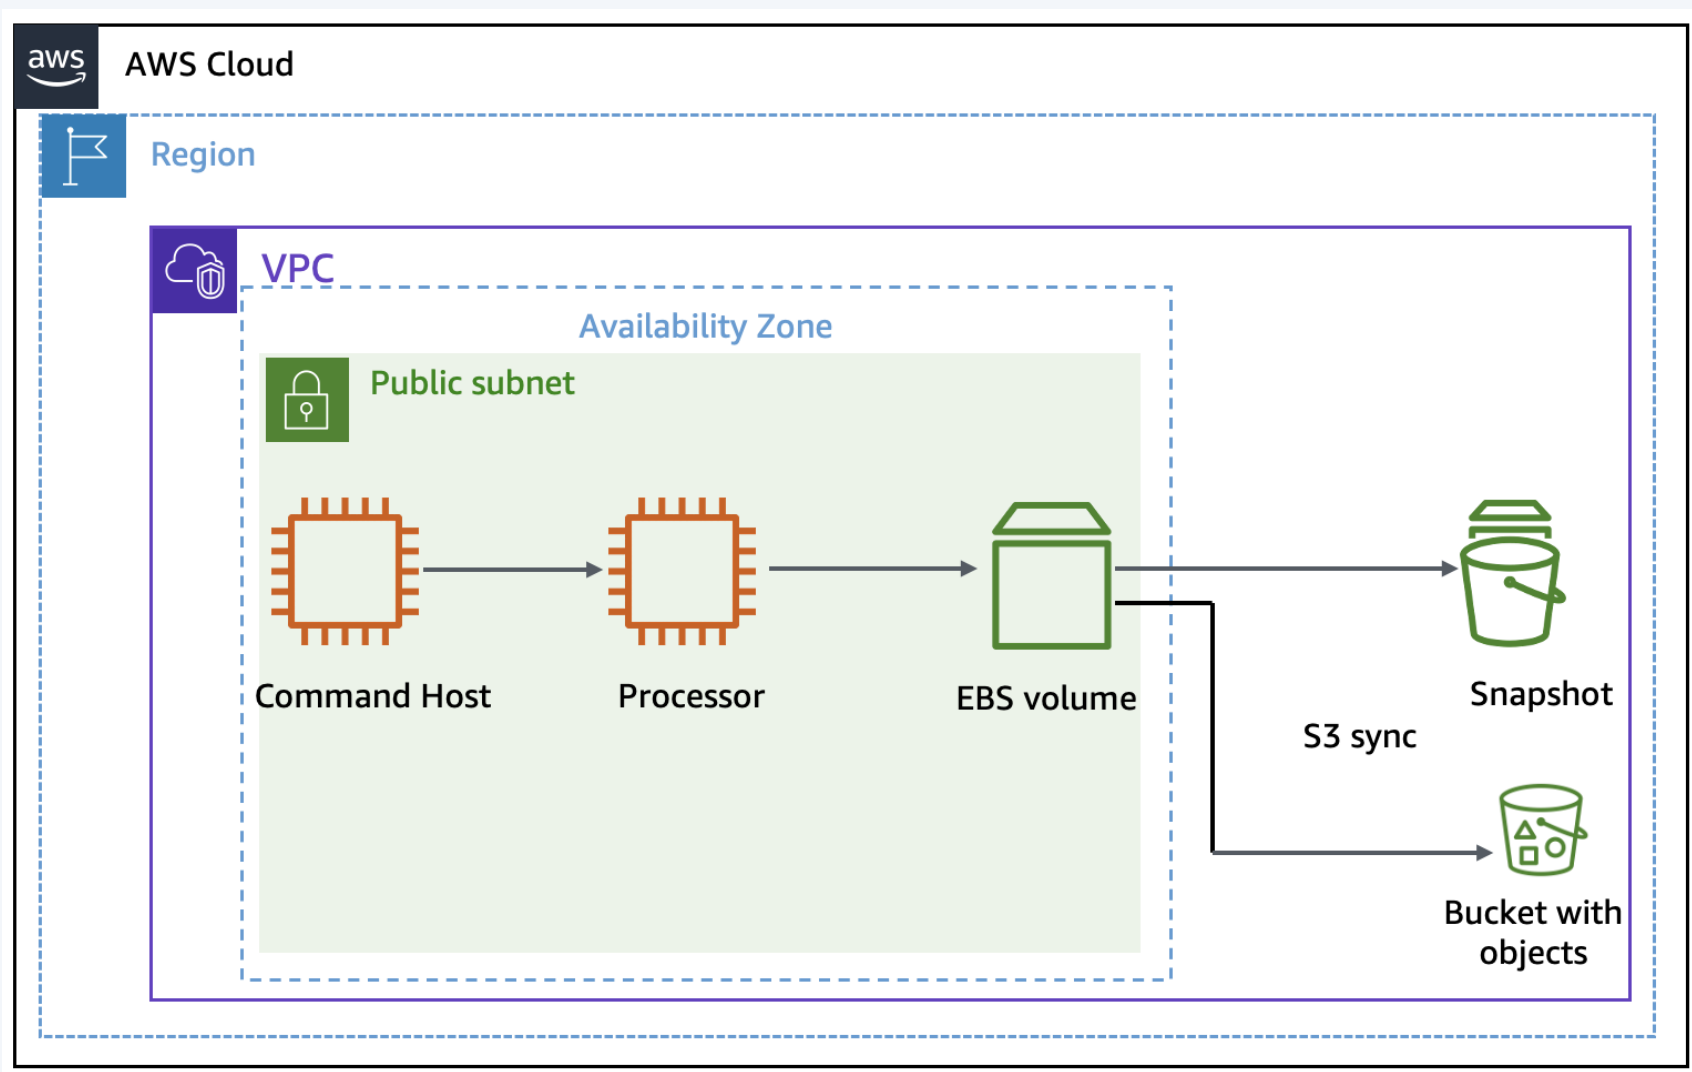 aws
AWS Cloud
Region
VPC
Availability Zone
Public subnet
Command Host
Processor
EBS volume
Snapshot
S3 sync
Bucket with
objects